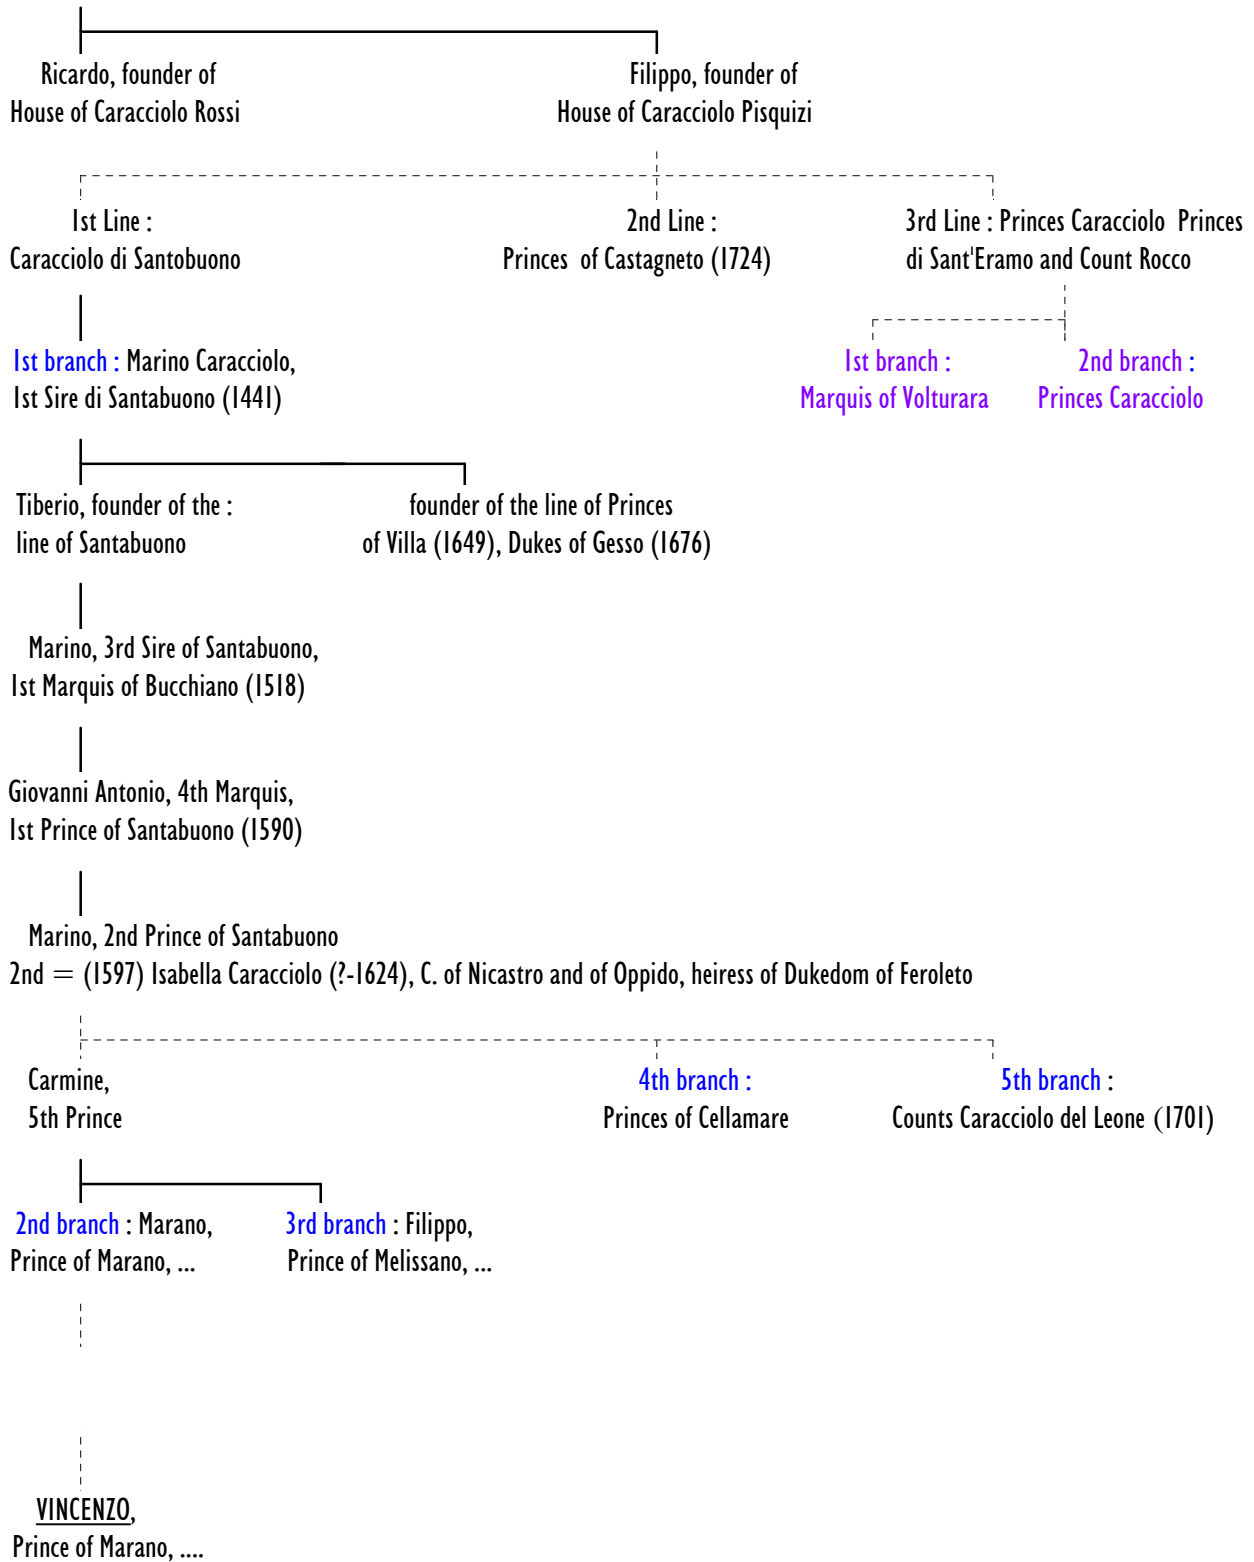 Ricardo, founder of
House of Caracciolo Rossi
Filippo, founder of
House of Caracciolo Pisquizi
1st Line :
Caracciolo di Santobuono
2nd Line :
Princes of Castagneto (1724)
3rd Line : Princes Caracciolo Princes
di Sant'Eramo and Count Rocco
1st branch : Marino Caracciolo,
1st Sire di Santabuono (1441)
1st branch :
Marquis of Volturara
2nd branch :
Princes Caracciolo
Tiberio, founder of the :
line of Santabuono
founder of the line of Princes
of Villa (1649), Dukes of Gesso (1676)
Marino, 3rd Sire of Santabuono,
1st Marquis of Bucchiano (1518)
Giovanni Antonio, 4th Marquis,
1st Prince of Santabuono (1590)
Marino, 2nd Prince of Santabuono
2nd = (1597) Isabella Caracciolo (?-1624), C. of Nicastro and of Oppido, heiress of Dukedom of Feroleto
Carmine,
5th Prince
4th branch :
Princes of Cellamare
5th branch :
Counts Caracciolo del Leone (1701)
2nd branch : Marano,
Prince of Marano, ...
3rd branch : Filippo,
Prince of Melissano, ...
VINCENZO,
Prince of Marano, ....